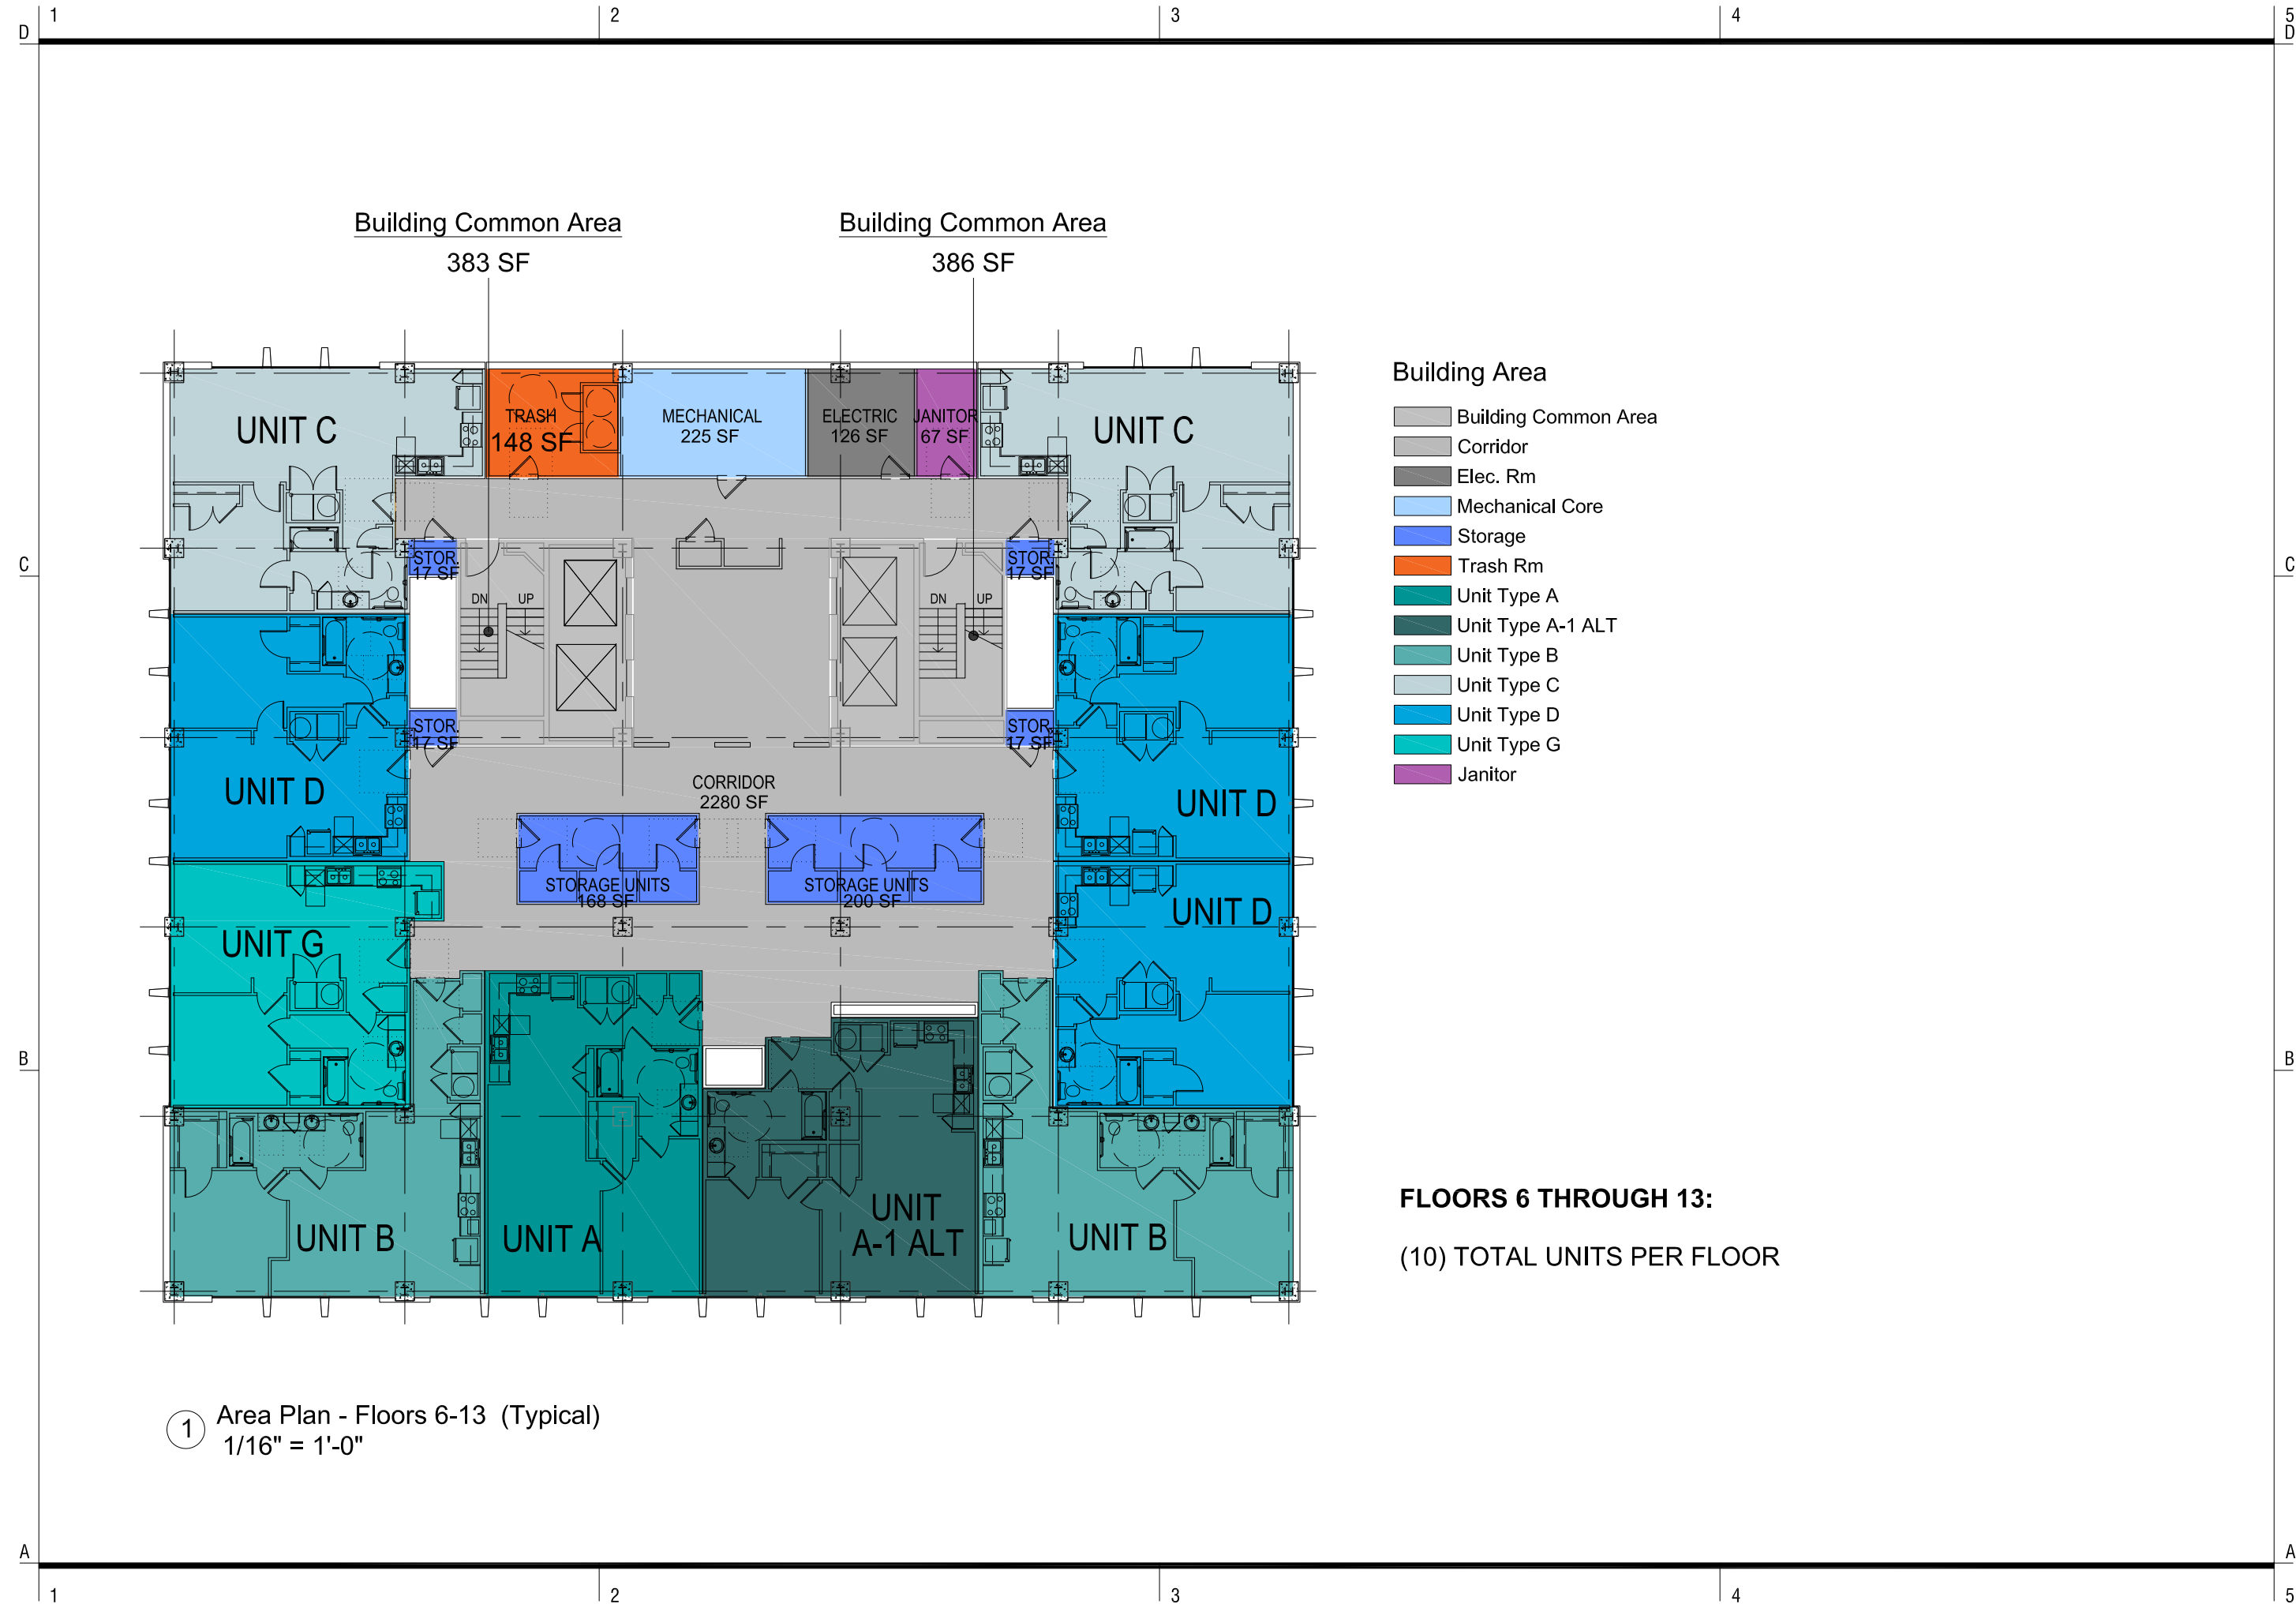 1 2 3 4 5
D D
Building Common Area
383 SF
Building Common Area
386 SF
Building Area
Building Common Area
Corridor
Elec. Rm
Mechanical Core
Storage
Trash Rm
Unit Type A
Unit Type A-1 ALT
Unit Type B
Unit Type C
Unit Type D
Unit Type G
Janitor
UNIT C
TRASH
148 SF
MECHANICAL
225 SF
ELECTRIC
126 SF
JANITOR
67 SF
UNIT C
C C
STOR.
17 SF
STOR.
17 SF
DN UP
DN UP
STOR.
17 SF
STOR.
17 SF
UNIT D
CORRIDOR
2280 SF
UNIT D
STORAGE UNITS
168 SF
STORAGE UNITS
200 SF
UNIT D
UNIT G
B B
UNIT B
UNIT A
UNIT
A-1 ALT
UNIT B
FLOORS 6 THROUGH 13:
(10) TOTAL UNITS PER FLOOR
1
Area Plan - Floors 6-13 (Typical)
1/16" = 1'-0"
A A
1 2 3 4 5